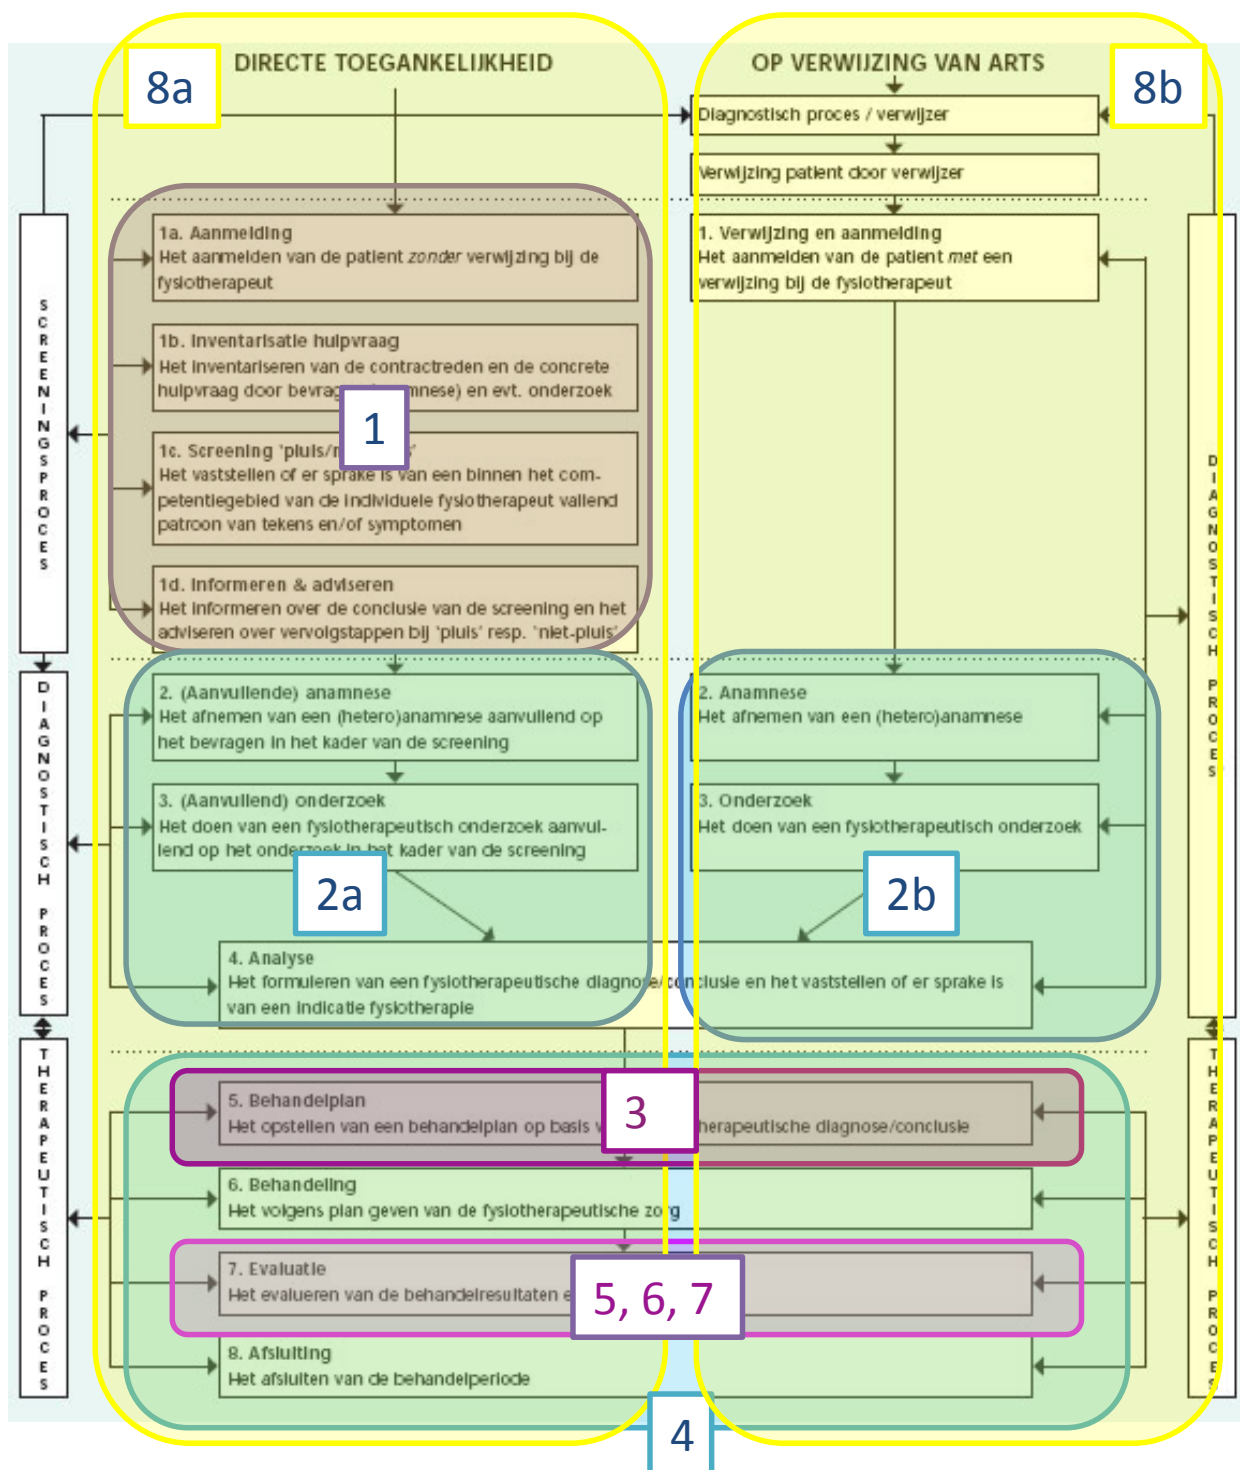 DIRECTE TOEGANKELIJKHEID
OP VERWIJZING VAN ARTS
8a
8b
Diagnostisch proces / verwijzer
Verwijzing patient door verwijzer
SCREENINGSPROCES
1a. Aanmelding
Het aanmelden van de patient zonder verwijzing bij de
fysiotherapeut
1. Verwijzing en aanmelding
Het aanmelden van de patient met een
verwijzing bij de fysiotherapeut
1b. Inventarisatie hulpvraag
Het inventariseren van de contractreden en de concrete
hulpvraag door bevrag mnese) en evt. onderzoek
1
1c. Screening 'pluis/n
Het vaststellen of er sprake is van een binnen het com-
petentiegebied van de individuele fysiotherapeut vallend
patroon van tekens en/of symptomen
1d. Informeren & adviseren
Het informeren over de conclusie van de screening en het
adviseren over vervolgstappen bij 'pluis' resp. 'niet-pluis'
DIAGNOSTISCH PROCES
DIAGNOSTISCH PROCES
2. (Aanvullende) anamnese
Het afnemen van een (hetero)anamnese aanvullend op
het bevragen in het kader van de screening
2. Anamnese
Het afnemen van een (hetero)anamnese
3. (Aanvullend) onderzoek
Het doen van een fysiotherapeutisch onderzoek aanvul-
lend op het onderzoek in het kader van de screening
3. Onderzoek
Het doen van een fysiotherapeutisch onderzoek
2a
2b
4. Analyse
Het formuleren van een fysiotherapeutische diagnose/conclusie en het vaststellen of er sprake is
van een indicatie fysiotherapie
THERAPEUTISCH PROCES
THERAPEUTISCH PROCES
5. Behandelplan
Het opstellen van een behandelplan op basis v herapeutische diagnose/conclusie
3
6. Behandeling
Het volgens plan geven van de fysiotherapeutische zorg
7. Evaluatie
Het evalueren van de behandelresultaten e
5, 6, 7
8. Afsluiting
Het afsluiten van de behandelperiode
4